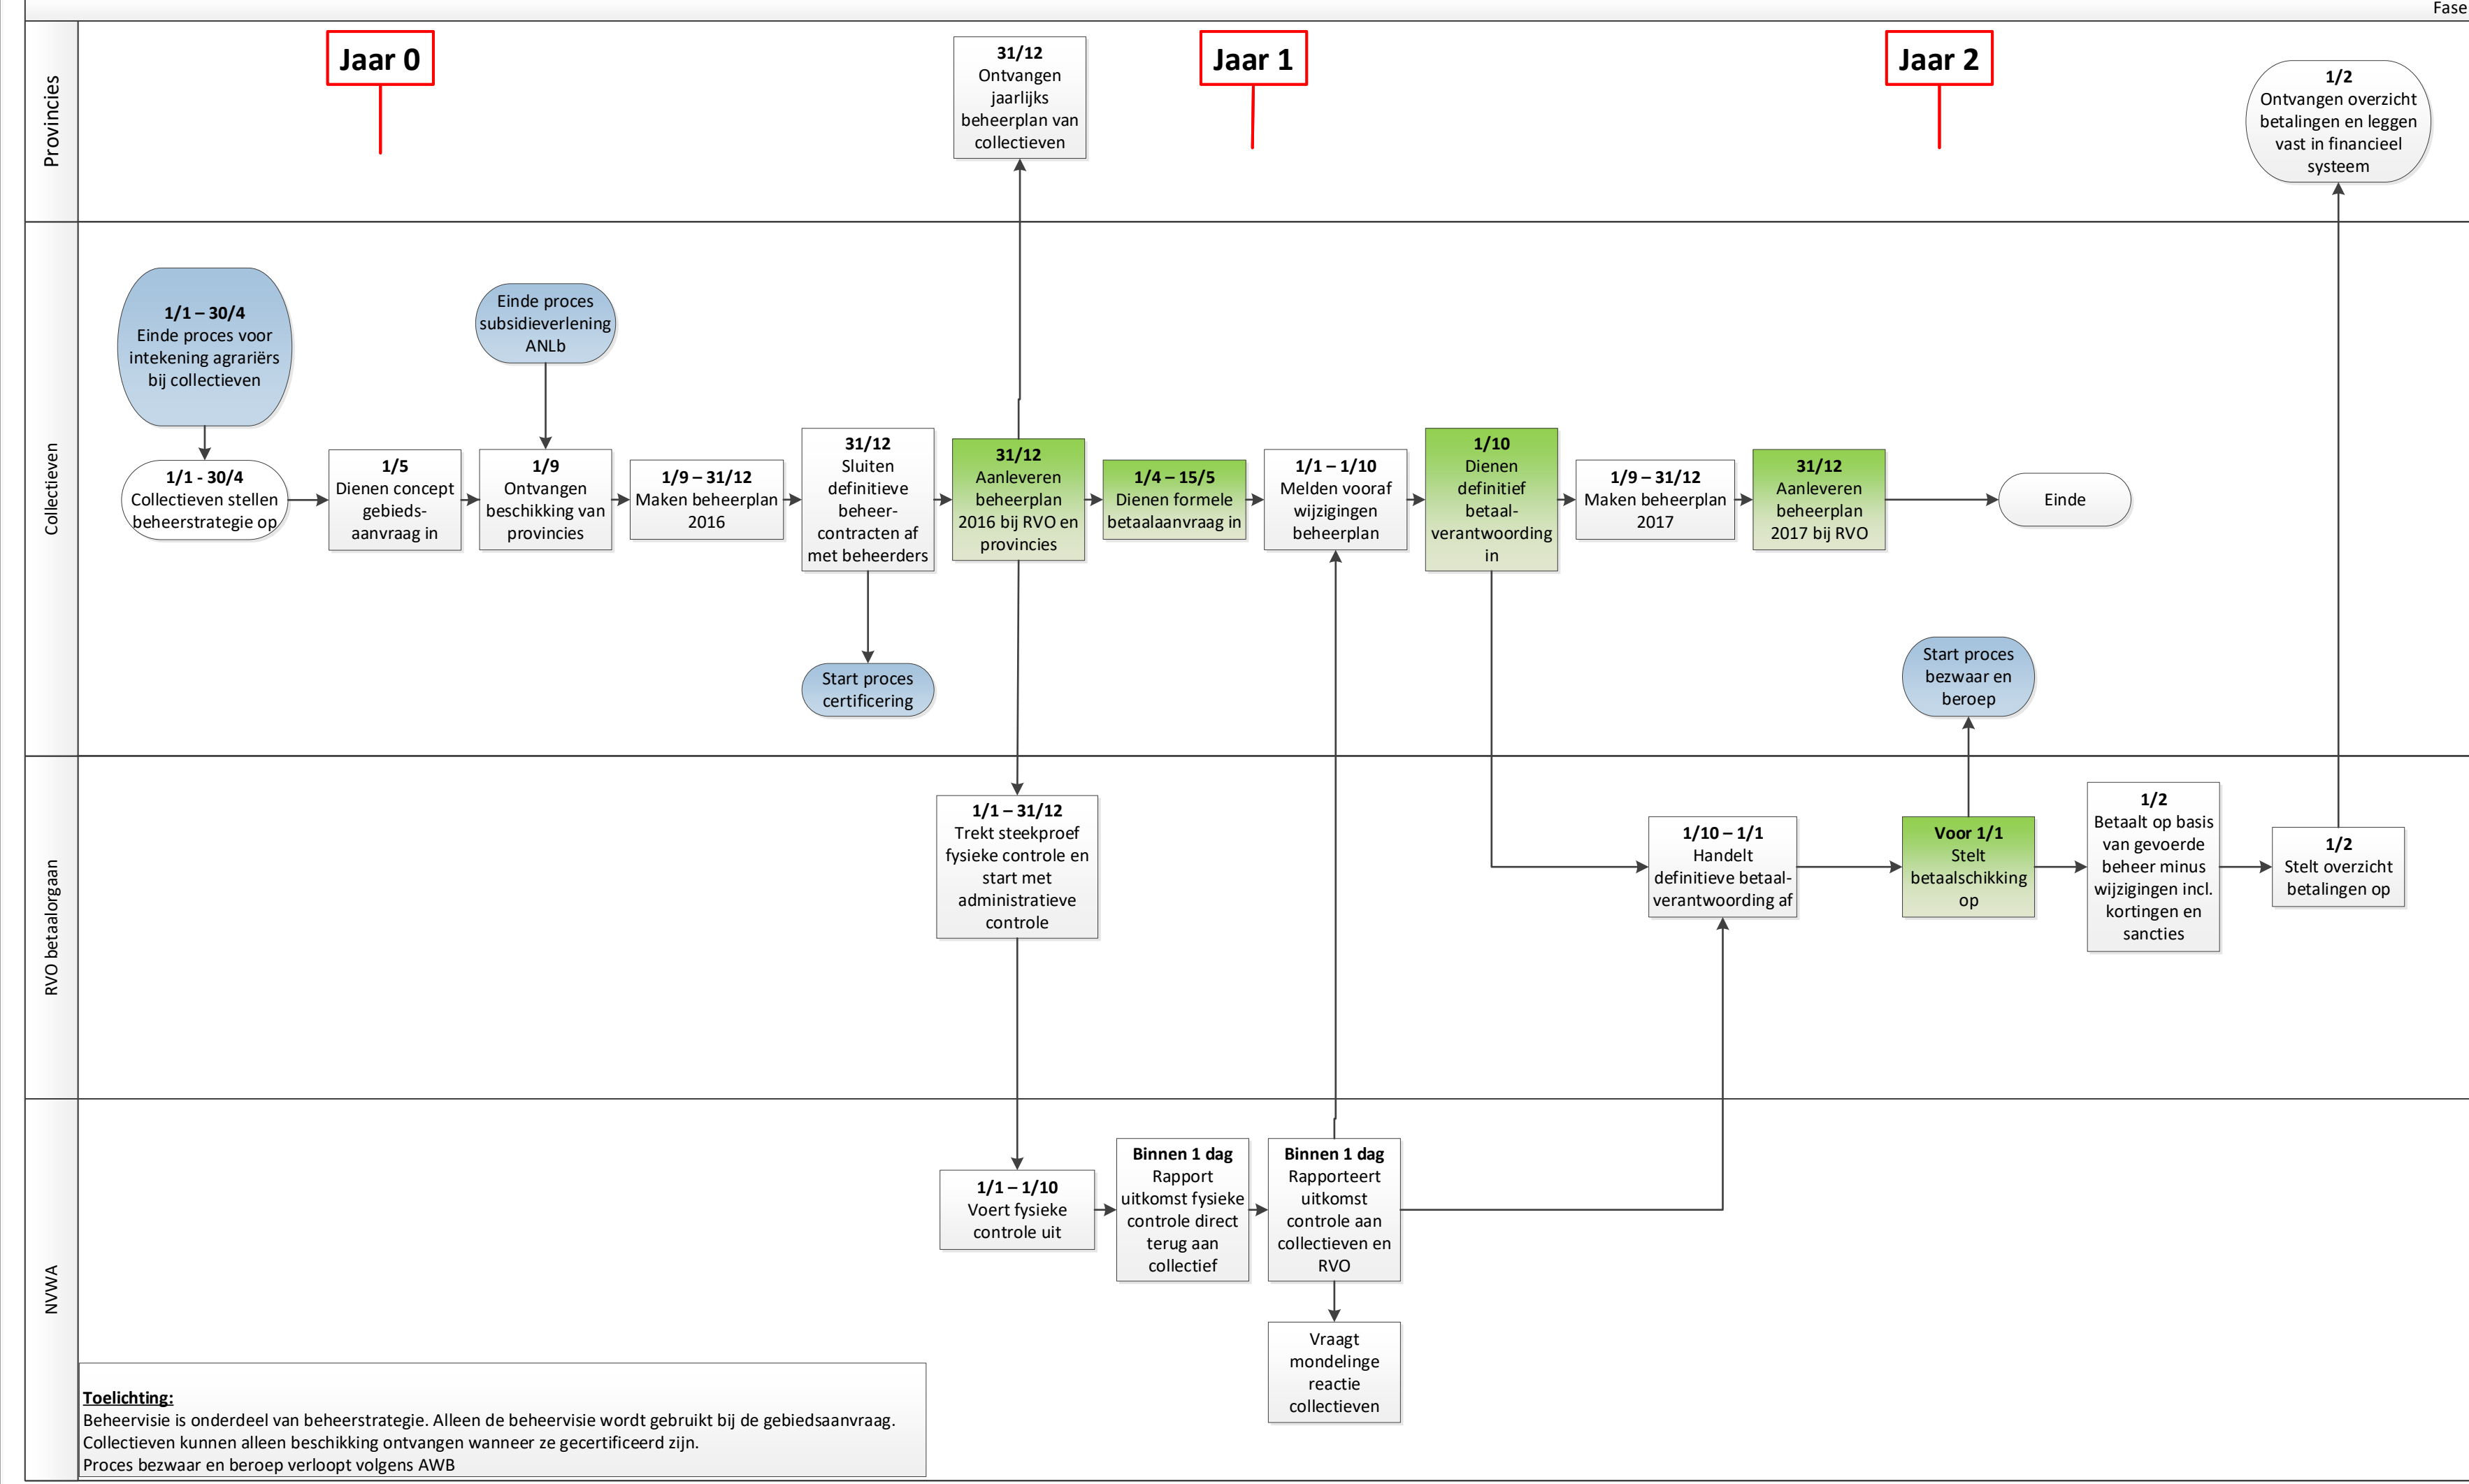 Fase
Provincies
Jaar 0
31/12
Ontvangen
jaarlijks
beheerplan van
collectieven
Jaar 1
Jaar 2
1/2
Ontvangen overzicht
betalingen en leggen
vast in financieel
systeem
Collectieven
1/1 – 30/4
Einde proces voor
intekening agrariërs
bij collectieven
Einde proces
subsidieverlening
ANLb
1/1 - 30/4
Collectieven stellen
beheerstrategie op
1/5
Dienen concept
gebieds-
aanvraag in
1/9
Ontvangen
beschikking van
provincies
1/9 – 31/12
Maken beheerplan
2016
31/12
Sluiten
definitieve
beheer-
contracten af
met beheerders
31/12
Aanleveren
beheerplan
2016 bij RVO en
provincies
1/4 – 15/5
Dienen formele
betaalaanvraag in
1/1 – 1/10
Melden vooraf
wijzigingen
beheerplan
1/10
Dienen
definitief
betaal-
verantwoording
in
1/9 – 31/12
Maken beheerplan
2017
31/12
Aanleveren
beheerplan
2017 bij RVO
Einde
Start proces
certificering
Start proces
bezwaar en
beroep
RVO betaalorgaan
1/1 – 31/12
Trekt steekproef
fysieke controle en
start met
administratieve
controle
1/10 – 1/1
Handelt
definitieve betaal-
verantwoording af
Voor 1/1
Stelt
betaalschikking
op
1/2
Betaalt op basis
van gevoerde
beheer minus
wijzigingen incl.
kortingen en
sancties
1/2
Stelt overzicht
betalingen op
NVWA
1/1 – 1/10
Voert fysieke
controle uit
Binnen 1 dag
Rapport
uitkomst fysieke
controle direct
terug aan
collectief
Binnen 1 dag
Rapporteert
uitkomst
controle aan
collectieven en
RVO
Vraagt
mondelinge
reactie
collectieven
Toelichting:
Beheervisie is onderdeel van beheerstrategie. Alleen de beheervisie wordt gebruikt bij de gebiedsaanvraag.
Collectieven kunnen alleen beschikking ontvangen wanneer ze gecertificeerd zijn.
Proces bezwaar en beroep verloopt volgens AWB